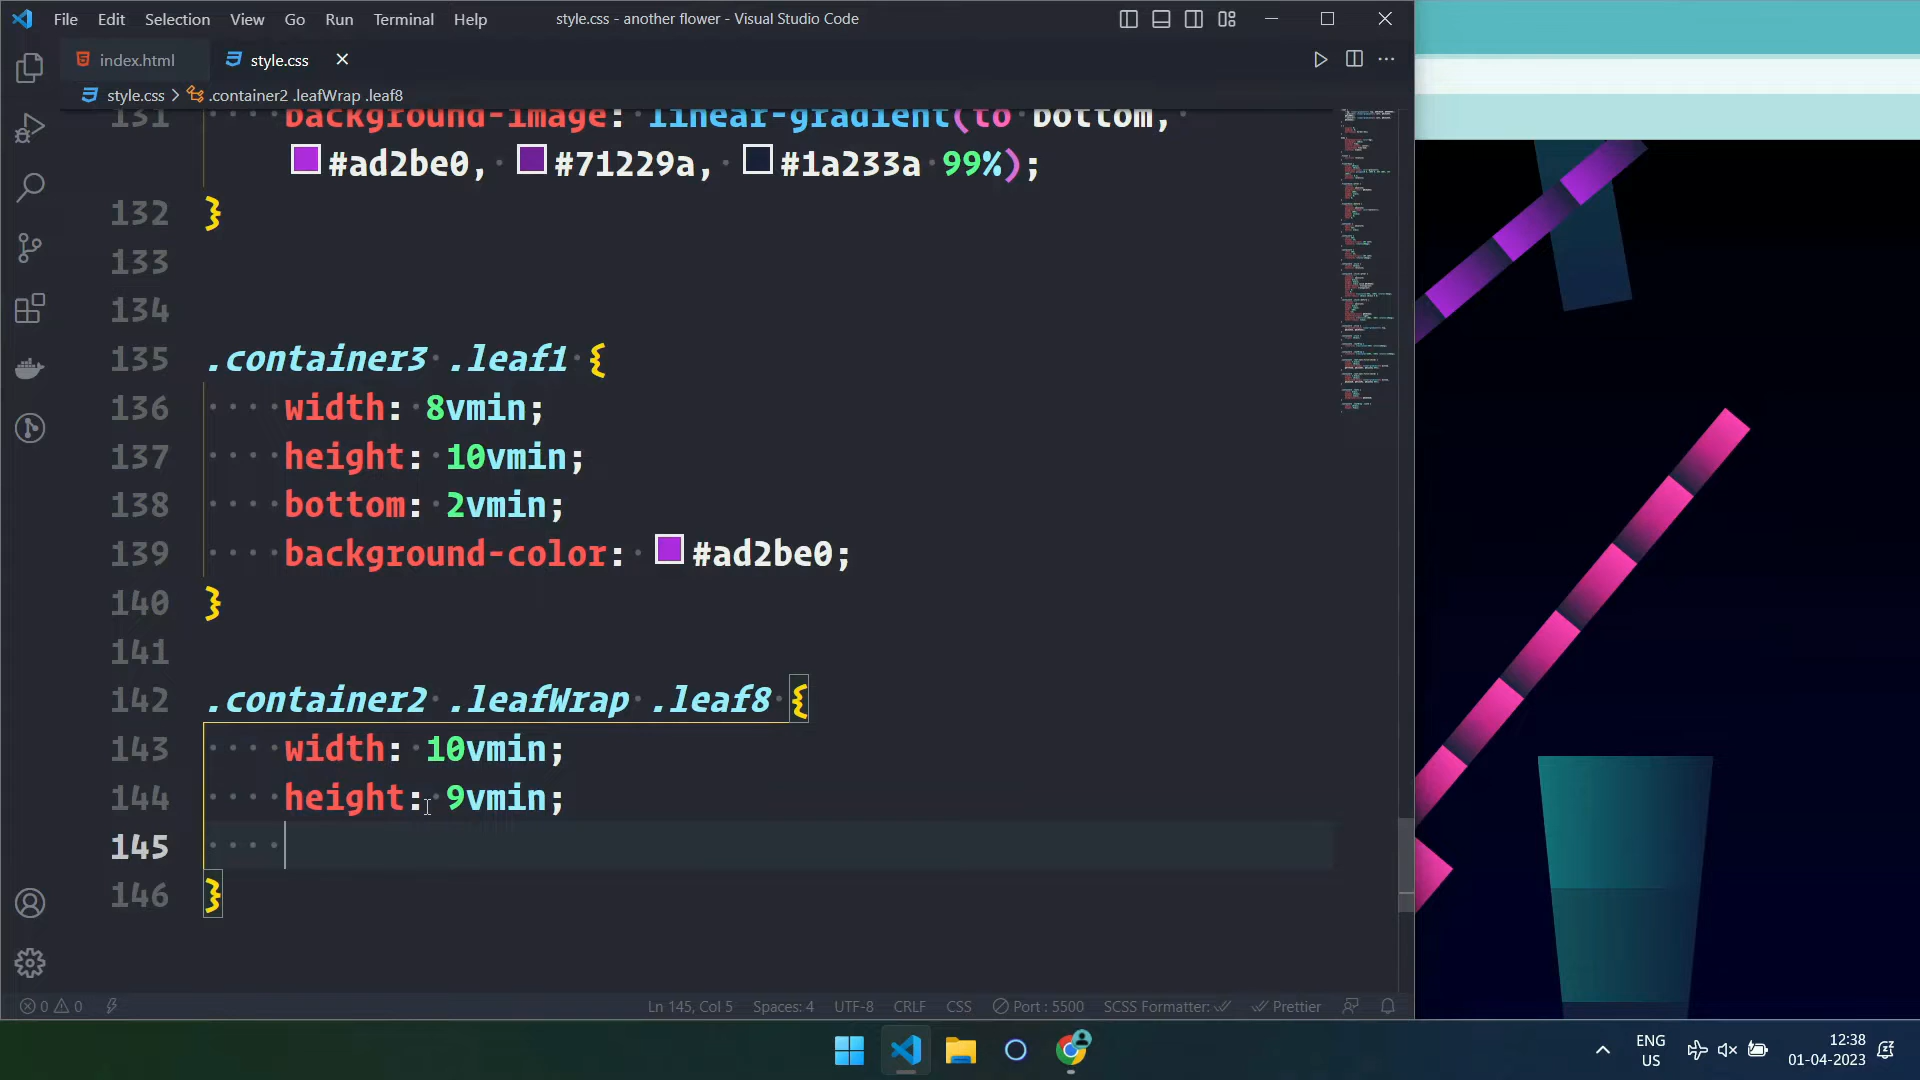 File Edit Selection View Go Run Terminal Help
style.css - another flower - Visual Studio Code
index.html
style.css
style.css > .container2 .leafWrap .leaf8
131 background-image: linear-gradient(to bottom,
#ad2be0, #71229a, #1a233a 99%);
132 }
133
134
135 .container3 .leaf1 {
136 width: 8vmin;
137 height: 10vmin;
138 bottom: 2vmin;
139 background-color: #ad2be0;
140 }
141
142 .container2 .leafWrap .leaf8 {
143 width: 10vmin;
144 height: 9vmin;
145
146 }
0 0
Ln 145, Col 5 Spaces: 4 UTF-8 CRLF CSS Port : 5500 SCSS Formatter: Prettier
ENG
US
12:38
01-04-2023